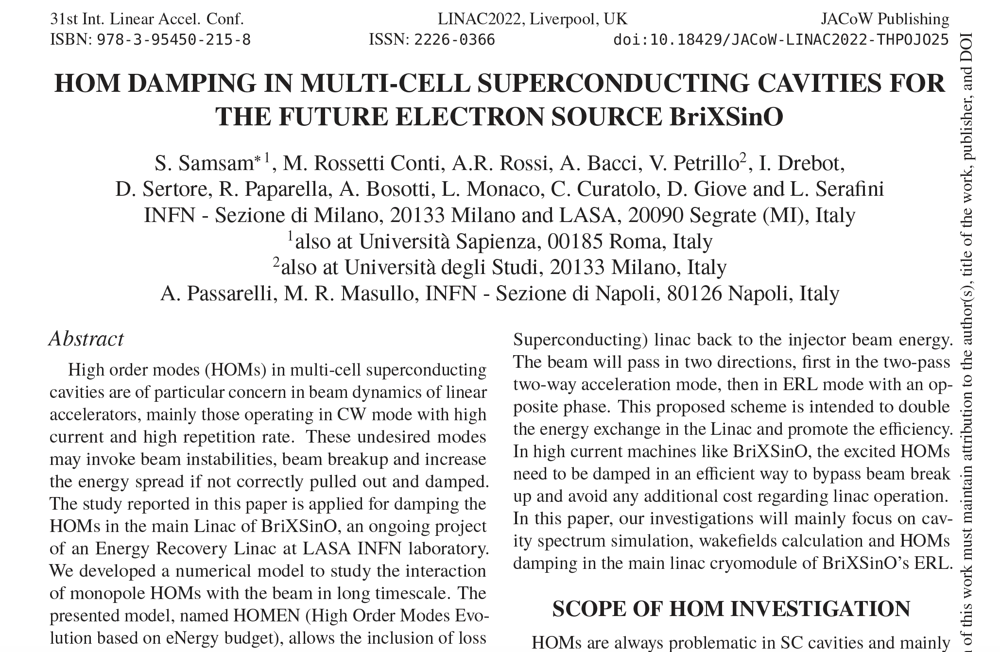 31st Int. Linear Accel. Conf.
LINAC2022, Liverpool, UK
JACoW Publishing
ISBN: 978-3-95450-215-8
ISSN: 2226-0366
doi:10.18429/JACoW-LINAC2022-THPOJO25
HOM DAMPING IN MULTI-CELL SUPERCONDUCTING CAVITIES FOR
THE FUTURE ELECTRON SOURCE BriXSinO
S. Samsam*¹, M. Rossetti Conti, A.R. Rossi, A. Bacci, V. Petrillo², I. Drebot,
D. Sertore, R. Paparella, A. Bosotti, L. Monaco, C. Curatolo, D. Giove and L. Serafini
INFN - Sezione di Milano, 20133 Milano and LASA, 20090 Segrate (MI), Italy
¹also at Università Sapienza, 00185 Roma, Italy
²also at Università degli Studi, 20133 Milano, Italy
A. Passarelli, M. R. Masullo, INFN - Sezione di Napoli, 80126 Napoli, Italy
Abstract
High order modes (HOMs) in multi-cell superconducting
cavities are of particular concern in beam dynamics of linear
accelerators, mainly those operating in CW mode with high
current and high repetition rate. These undesired modes
may invoke beam instabilities, beam breakup and increase
the energy spread if not correctly pulled out and damped.
The study reported in this paper is applied for damping the
HOMs in the main Linac of BriXSinO, an ongoing project
of an Energy Recovery Linac at LASA INFN laboratory.
We developed a numerical model to study the interaction
of monopole HOMs with the beam in long timescale. The
presented model, named HOMEN (High Order Modes Evo-
lution based on eNergy budget), allows the inclusion of loss
Superconducting) linac back to the injector beam energy.
The beam will pass in two directions, first in the two-pass
two-way acceleration mode, then in ERL mode with an op-
posite phase. This proposed scheme is intended to double
the energy exchange in the Linac and promote the efficiency.
In high current machines like BriXSinO, the excited HOMs
need to be damped in an efficient way to bypass beam break
up and avoid any additional cost regarding linac operation.
In this paper, our investigations will mainly focus on cav-
ity spectrum simulation, wakefields calculation and HOMs
damping in the main linac cryomodule of BriXSinO's ERL.
SCOPE OF HOM INVESTIGATION
HOMs are always problematic in SC cavities and mainly
of this work must maintain attribution to the author(s), title of the work, publisher, and DOI